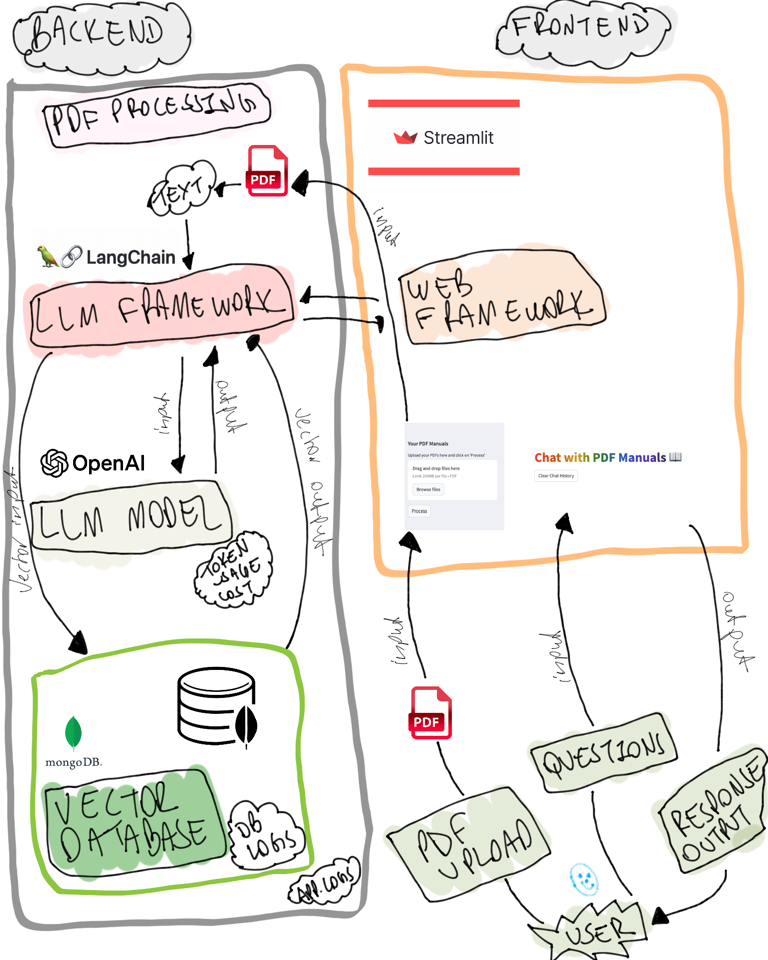 BACKEND
FRONTEND
PDF PROCESSING
Streamlit
PDF
TEXT
input
LangChain
LLM FRAMEWORK
WEB
FRAMEWORK
input
output
vector output
Your PDF Manuals
Upload your PDFs here and click on 'Process'
Drag and drop files here
Limit 200MB per file • PDF
Browse files
Process
Chat with PDF Manuals
Clear Chat History
OpenAI
LLM MODEL
vector input
TOKEN
USAGE
COST
input
input
output
PDF
mongoDB.
QUESTIONS
VECTOR
DATABASE
DB
LOGS
APP. LOGS
PDF
UPLOAD
RESPONSE
OUTPUT
USER